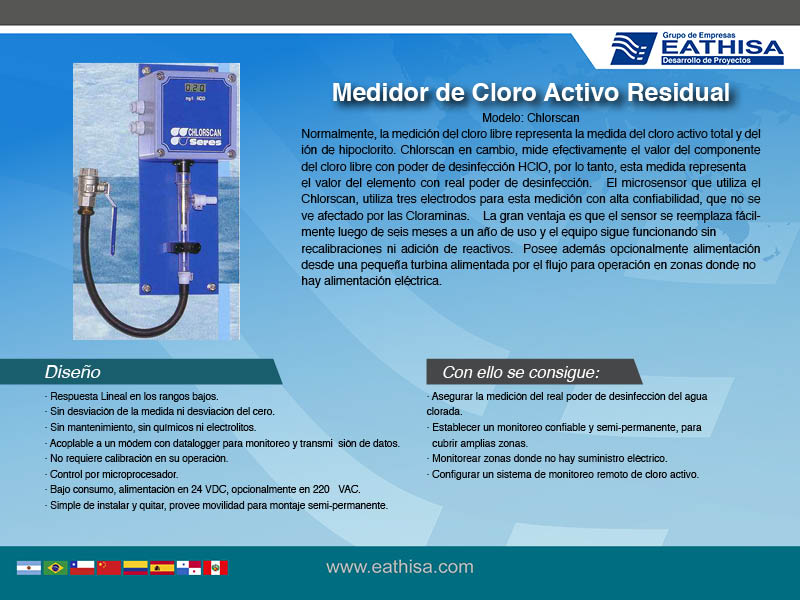 Grupo de Empresas
EATHISA
Desarrollo de Proyectos
Medidor de Cloro Activo Residual
Modelo: Chlorscan
Normalmente, la medición del cloro libre representa la medida del cloro activo total y del
ión de hipoclorito. Chlorscan en cambio, mide efectivamente el valor del componente
del cloro libre con poder de desinfección HClO, por lo tanto, esta medida representa
el valor del elemento con real poder de desinfección. El microsensor que utiliza el
Chlorscan, utiliza tres electrodos para esta medición con alta confiabilidad, que no se
ve afectado por las Cloraminas. La gran ventaja es que el sensor se reemplaza fácil-
mente luego de seis meses a un año de uso y el equipo sigue funcionando sin
recalibraciones ni adición de reactivos. Posee además opcionalmente alimentación
desde una pequeña turbina alimentada por el flujo para operación en zonas donde no
hay alimentación eléctrica.
020
mg/l
CHLORSCAN
Seres
Diseño
· Respuesta Lineal en los rangos bajos.
· Sin desviación de la medida ni desviación del cero.
· Sin mantenimiento, sin químicos ni electrolitos.
· Acoplable a un módem con datalogger para monitoreo y transmi sión de datos.
· No requiere calibración en su operación.
· Control por microprocesador.
· Bajo consumo, alimentación en 24 VDC, opcionalmente en 220 VAC.
· Simple de instalar y quitar, provee movilidad para montaje semi-permanente.
Con ello se consigue:
· Asegurar la medición del real poder de desinfección del agua
clorada.
· Establecer un monitoreo confiable y semi-permanente, para
cubrir amplias zonas.
· Monitorear zonas donde no hay suministro eléctrico.
· Configurar un sistema de monitoreo remoto de cloro activo.
www.eathisa.com